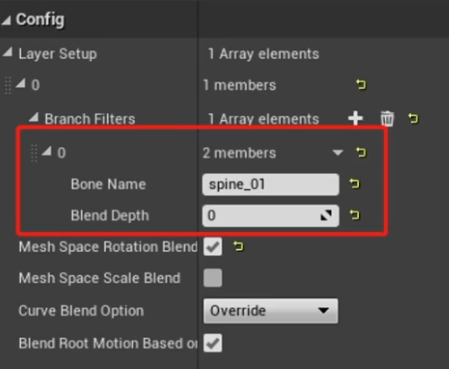 Config
Layer Setup 1 Array elements
0 1 members
Branch Filters 1 Array elements
0 2 members
Bone Name spine_01
Blend Depth 0
Mesh Space Rotation Blend
Mesh Space Scale Blend
Curve Blend Option Override
Blend Root Motion Based on